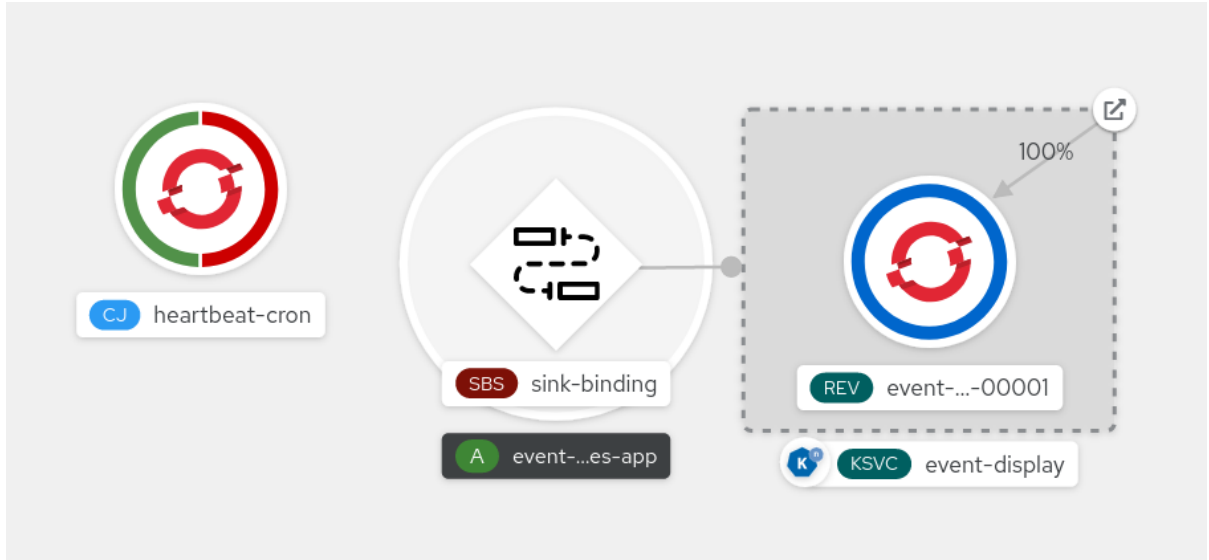 100%
CJ heartbeat-cron
SBS sink-binding
REV event-...-00001
A event-...es-app
K n KSVC event-display